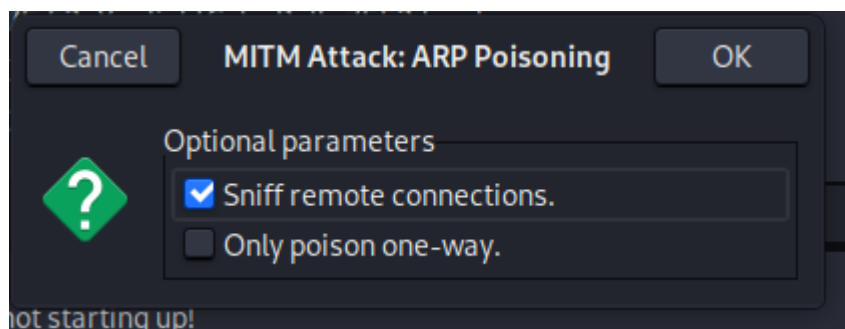 Cancel MITM Attack: ARP Poisoning OK
Optional parameters
Sniff remote connections.
Only poison one-way.
not starting up!